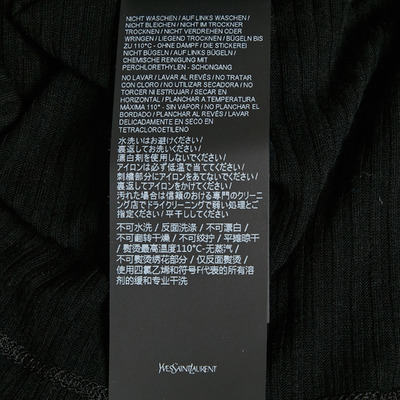 NICHT WASCHEN / AUF LINKS WASCHEN /
NICHT BLEICHEN / NICHT IM TROCKNER
TROCKNEN / NICHT VERDREHEN ODER
WRINGEN / LIEGEND TROCKNEN / BÜGELN BIS
ZU 110°C - OHNE DAMPF / DIE STICKEREI
NICHT BÜGELN / AUF LINKS BÜGELN /
CHEMISCHE REINIGUNG MIT
PERCHLORETHYLEN - SCHONGANG
NO LAVAR / LAVAR AL REVÉS / NO TRATAR
CON CLORO / NO UTILIZAR SECADORA / NO
TORCER NI ESTRUJAR / SECAR EN
HORIZONTAL / PLANCHAR A TEMPERATURA
MÁXIMA 110° - SIN VAPOR / NO PLANCHAR EL
BORDADO / PLANCHAR AL REVÉS / LAVAR
DELICADAMENTE EN SECO EN
TETRACLOROETILENO
水洗いはお避けください/
裏返してお洗いください/
漂白剤を使用しないでください/
アイロンは必ず低温で当ててください/
刺繍部分にアイロンをあてないでください/
裏返してアイロンをかけてください/
汚れた場合は信頼のおける専門のクリーニ
ング店でドライクリーニングで弱い処理とご
指定ください/平干ししてください
不可水洗 / 反面洗涤 / 不可漂白 /
不可翻转干燥 / 不可绞拧 / 平摊晾干
/ 熨烫最高温度110°C-无蒸汽 /
不可熨烫绣花部分 / 仅反面熨烫 /
使用四氯乙烯和符号F代表的所有溶
剂的缓和专业干洗
YVES SAINT LAURENT